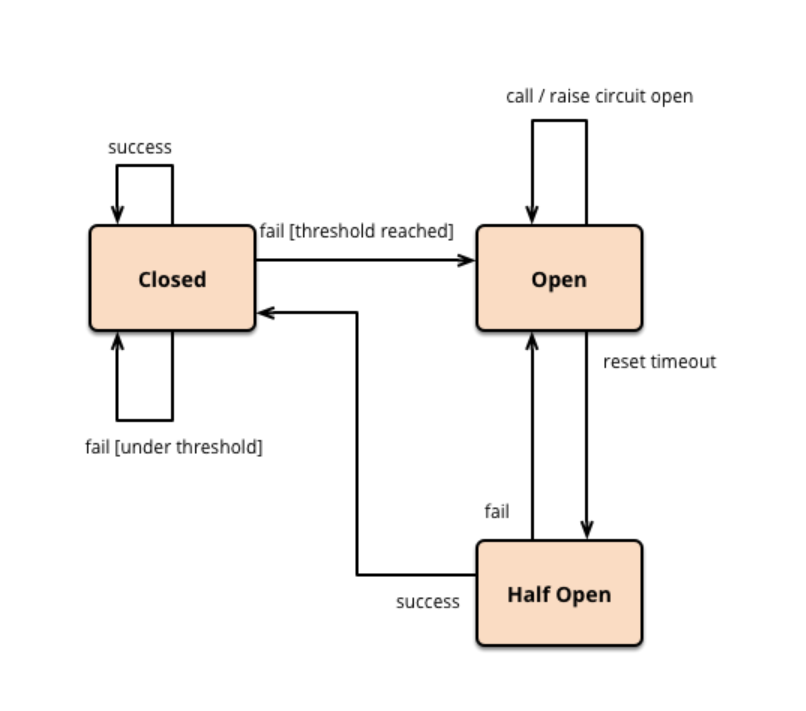 call / raise circuit open
success
fail [threshold reached]
Closed
Open
reset timeout
fail [under threshold]
fail
Half Open
success